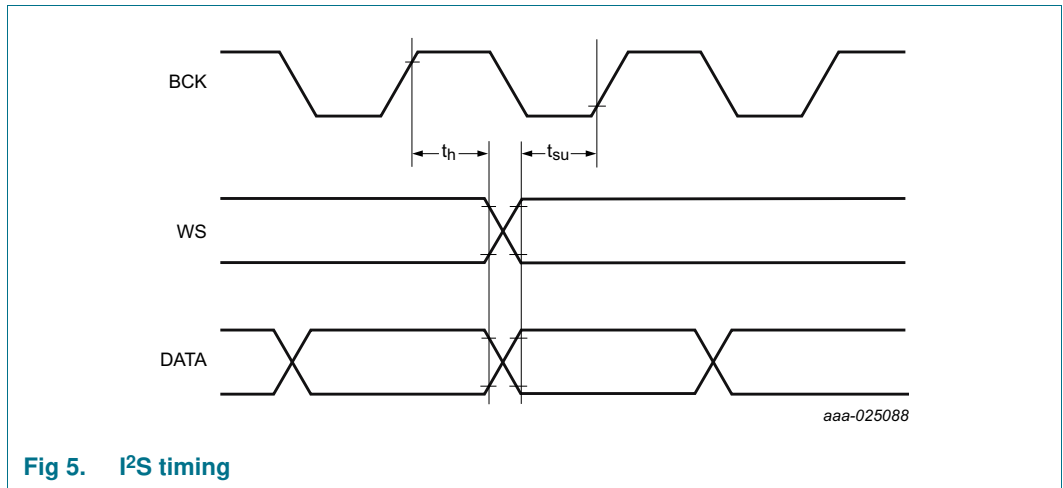 BCK
th tsu
WS
DATA
aaa-025088
Fig 5. I²S timing